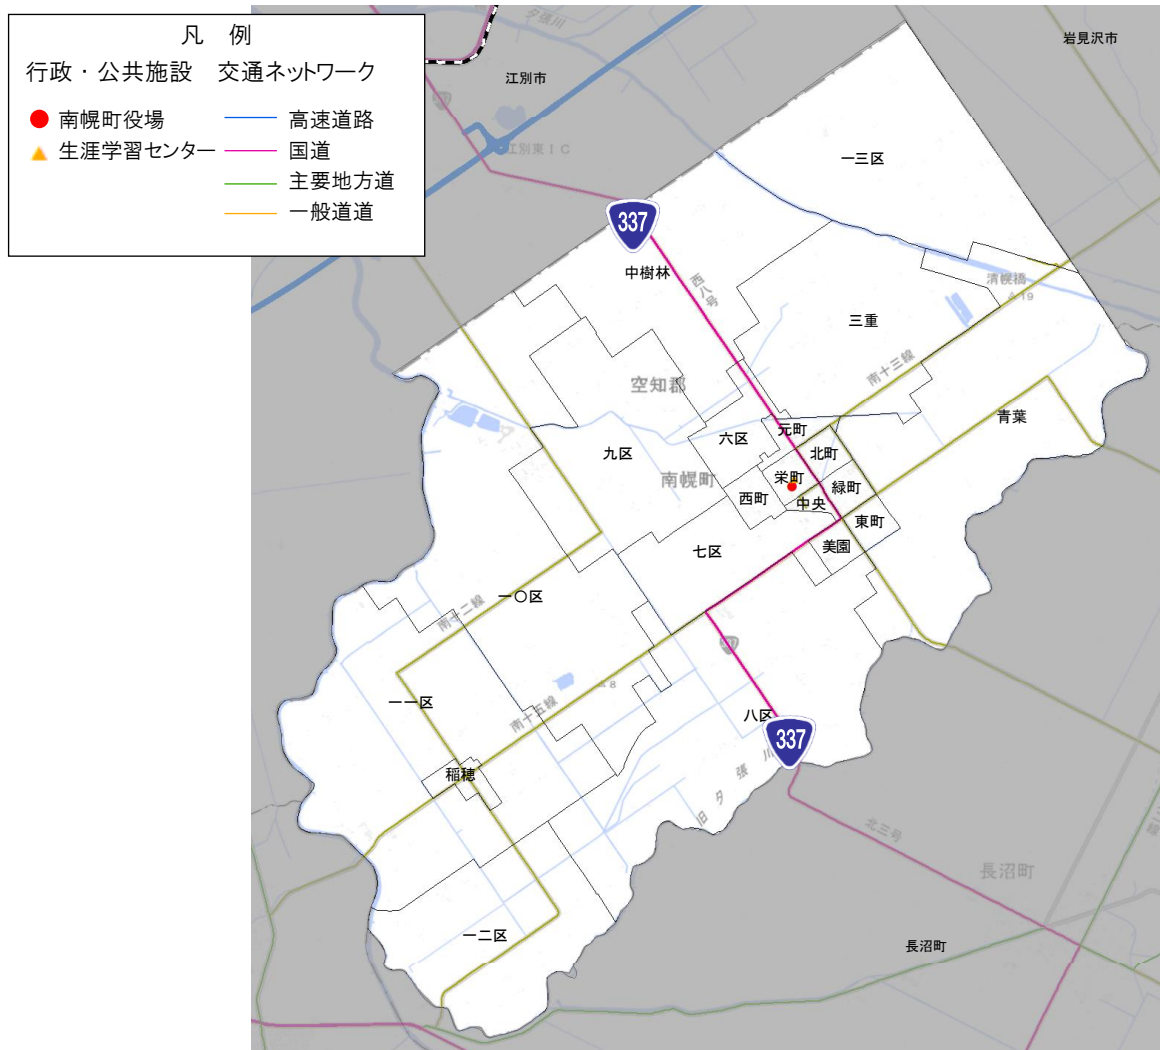 凡 例
行政・公共施設 交通ネットワーク
南幌町役場 高速道路
生涯学習センター 国道
主要地方道
一般道道
夕張川
岩見沢市
江別市
江別東IC
一三区
337
中樹林
西八号
清幌橋
19
三重
南十三線
空知郡
青葉
元町
六区
北町
九区
南幌町
栄町
緑町
西町
中央
東町
美園
七区
一〇区
南十二線
8
南十五線
一一区
八区
337
稲穂
旧夕張川
北三号
長沼町
一二区
長沼町